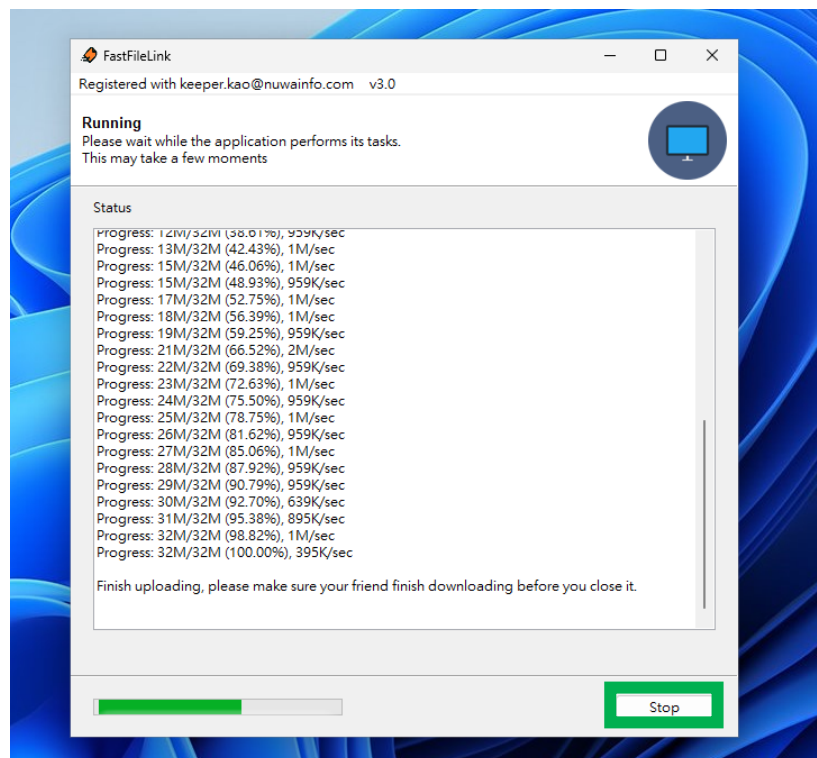 FastFileLink
Registered with keeper.kao@nuwainfo.com v3.0
Running
Please wait while the application performs its tasks.
This may take a few moments
Status
Progress: 12M/32M (38.61%), 959K/sec
Progress: 13M/32M (42.43%), 1M/sec
Progress: 15M/32M (46.06%), 1M/sec
Progress: 15M/32M (48.93%), 959K/sec
Progress: 17M/32M (52.75%), 1M/sec
Progress: 18M/32M (56.39%), 1M/sec
Progress: 19M/32M (59.25%), 959K/sec
Progress: 21M/32M (66.52%), 2M/sec
Progress: 22M/32M (69.38%), 959K/sec
Progress: 23M/32M (72.63%), 1M/sec
Progress: 24M/32M (75.50%), 959K/sec
Progress: 25M/32M (78.75%), 1M/sec
Progress: 26M/32M (81.62%), 959K/sec
Progress: 27M/32M (85.06%), 1M/sec
Progress: 28M/32M (87.92%), 959K/sec
Progress: 29M/32M (90.79%), 959K/sec
Progress: 30M/32M (92.70%), 639K/sec
Progress: 31M/32M (95.38%), 895K/sec
Progress: 32M/32M (98.82%), 1M/sec
Progress: 32M/32M (100.00%), 395K/sec
Finish uploading, please make sure your friend finish downloading before you close it.
Stop